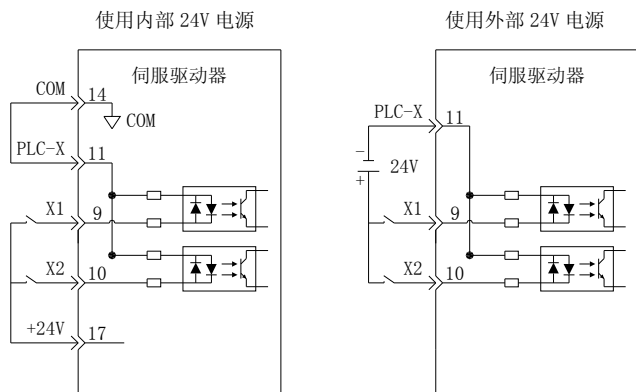 使用内部 24V 电源
使用外部 24V 电源
伺服驱动器
COM 14
COM
PLC-X 11
X1 9
X2 10
+24V 17
伺服驱动器
PLC-X 11
−
24V
+
X1 9
X2 10